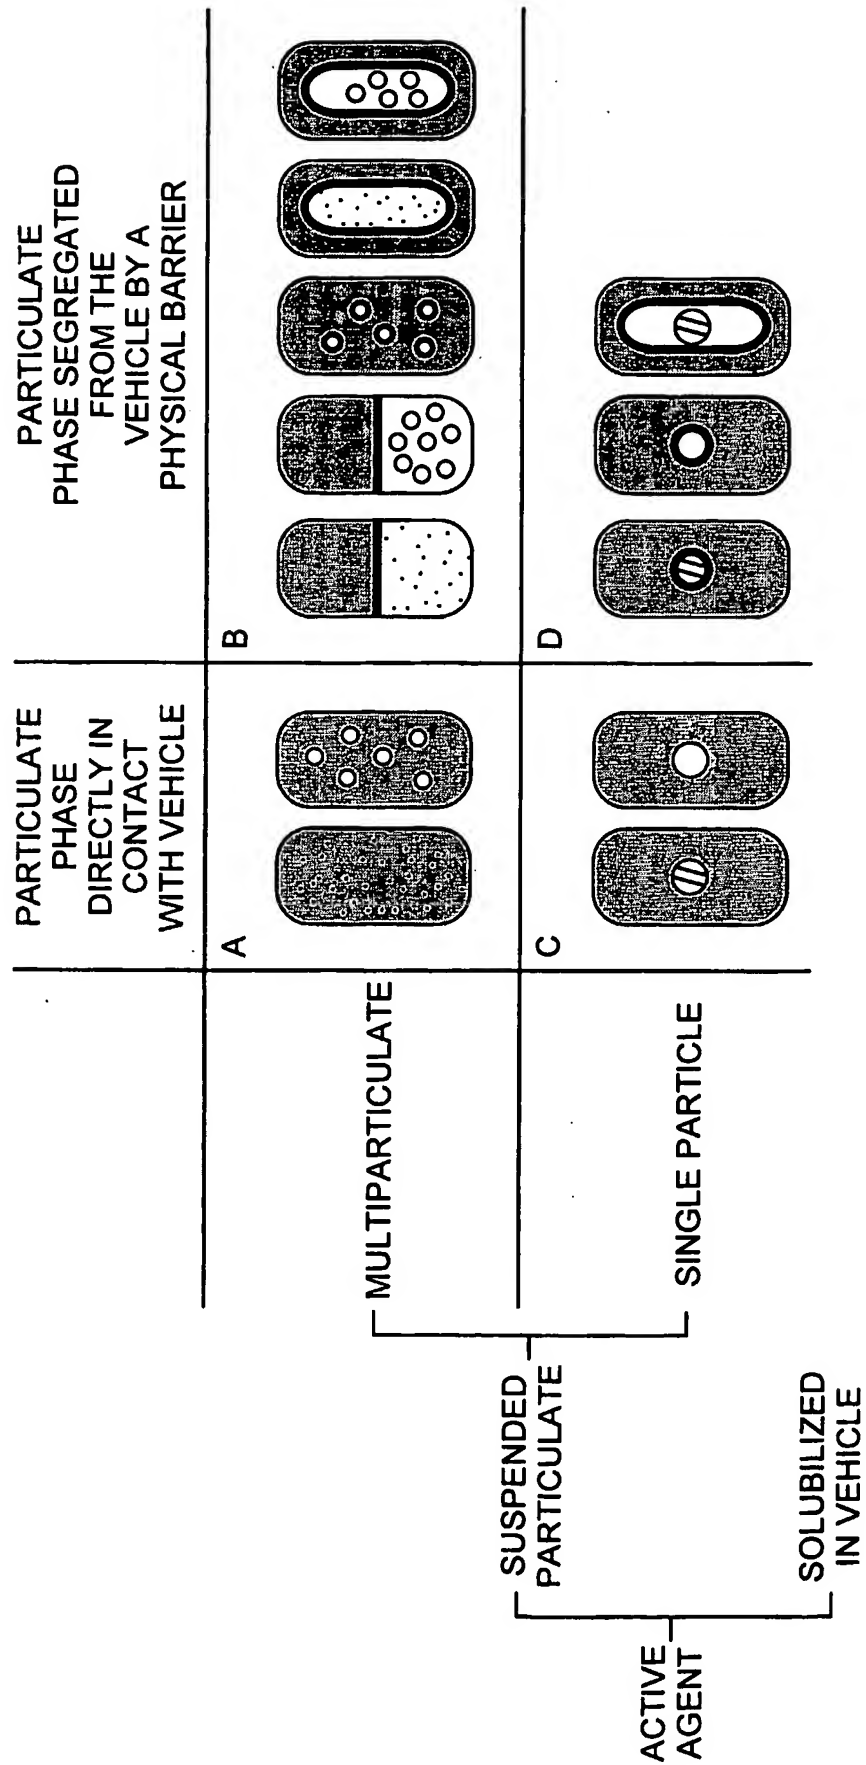 PARTICULATE
PHASE
DIRECTLY IN
CONTACT
WITH VEHICLE
PARTICULATE
PHASE SEGREGATED
FROM THE
VEHICLE BY A
PHYSICAL BARRIER
A
B
MULTIPARTICULATE
C
D
SINGLE PARTICLE
SUSPENDED
PARTICULATE
SOLUBILIZED
IN VEHICLE
ACTIVE
AGENT